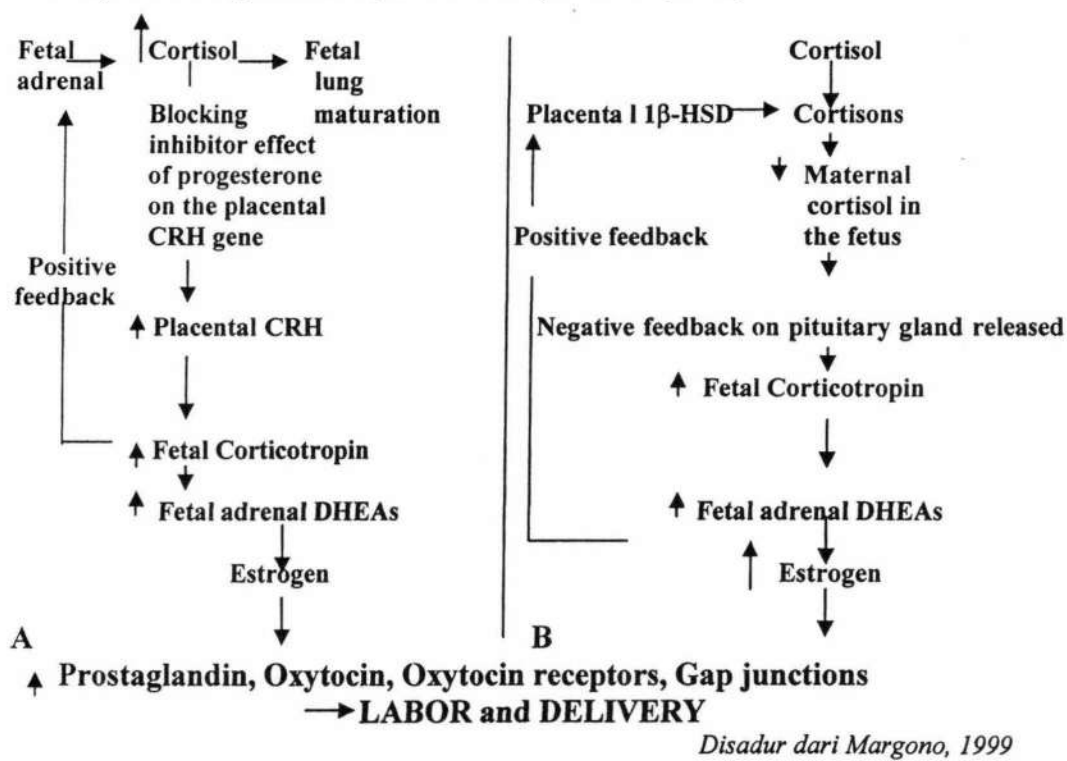 Fetal
adrenal
Cortisol
Fetal
lung
maturation
Blocking
inhibitor effect
of progesterone
on the placental
CRH gene
Positive
feedback
Placental CRH
Fetal Corticotropin
Fetal adrenal DHEAs
Estrogen
A
Cortisol
Placenta l 1β-HSD
Cortisons
Maternal
cortisol in
the fetus
Positive feedback
Negative feedback on pituitary gland released
Fetal Corticotropin
Fetal adrenal DHEAs
Estrogen
B
Prostaglandin, Oxytocin, Oxytocin receptors, Gap junctions
LABOR and DELIVERY
Disadur dari Margono, 1999